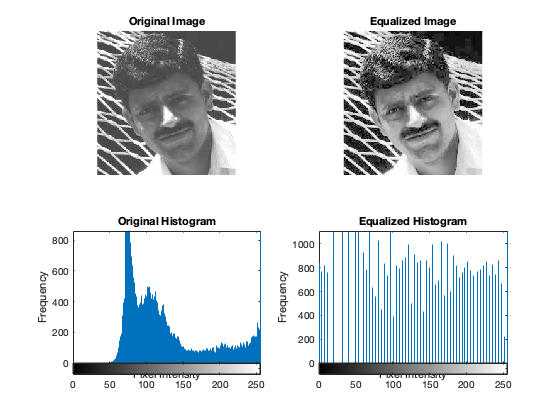 Original Image
Equalized Image
Original Histogram
Frequency
800
600
400
200
0
0 50 100 150 200 250
Pixel Intensity
Equalized Histogram
Frequency
1000
800
600
400
200
0
0 50 100 150 200 250
Pixel Intensity